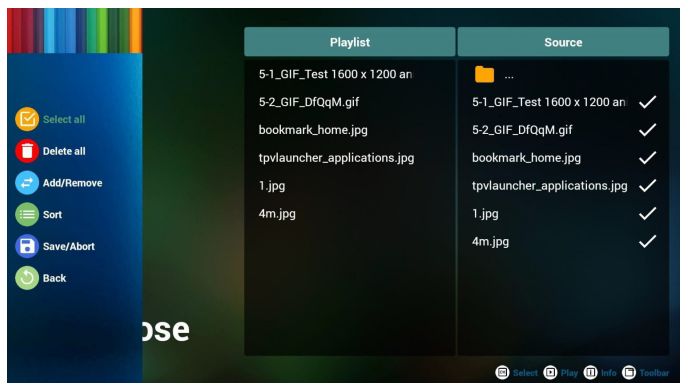 Playlist
Source
5-1_GIF_Test 1600 x 1200 an
5-2_GIF_DfQqM.gif
bookmark_home.jpg
tpvlauncher_applications.jpg
1.jpg
4m.jpg
...
5-1_GIF_Test 1600 x 1200 an
5-2_GIF_DfQqM.gif
bookmark_home.jpg
tpvlauncher_applications.jpg
1.jpg
4m.jpg
Select all
Delete all
Add/Remove
Sort
Save/Abort
Back
ose
Select Play Info Toolbar